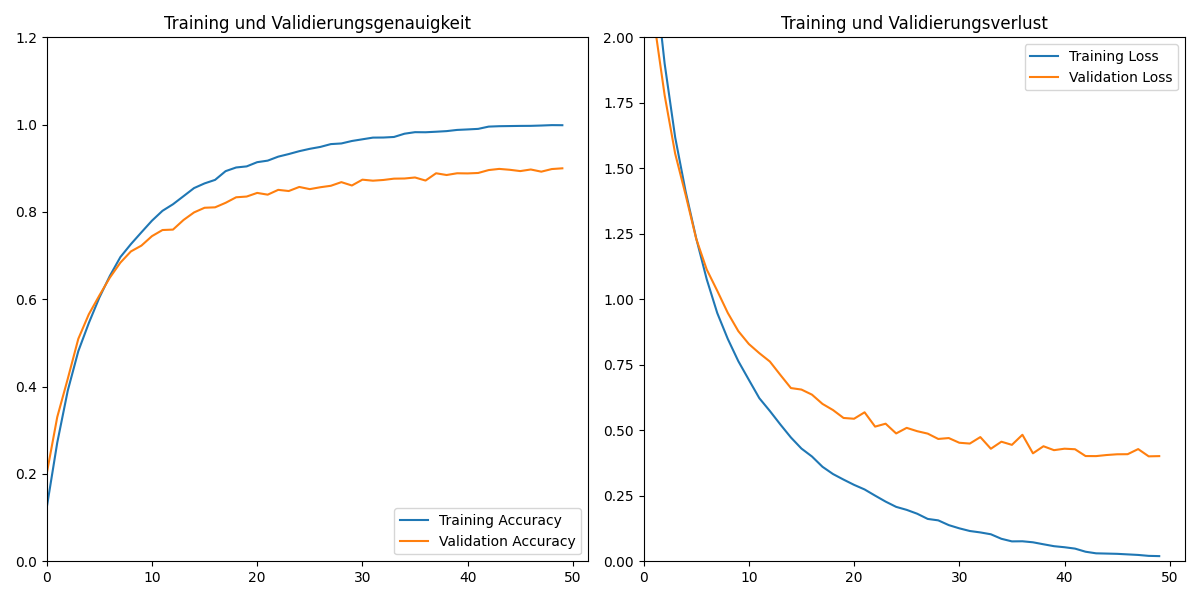 Training und Validierungsgenauigkeit
1.2
1.0
0.8
0.6
0.4
0.2
0.0
0 10 20 30 40 50
Training Accuracy
Validation Accuracy
Training und Validierungsverlust
2.00
1.75
1.50
1.25
1.00
0.75
0.50
0.25
0.00
0 10 20 30 40 50
Training Loss
Validation Loss